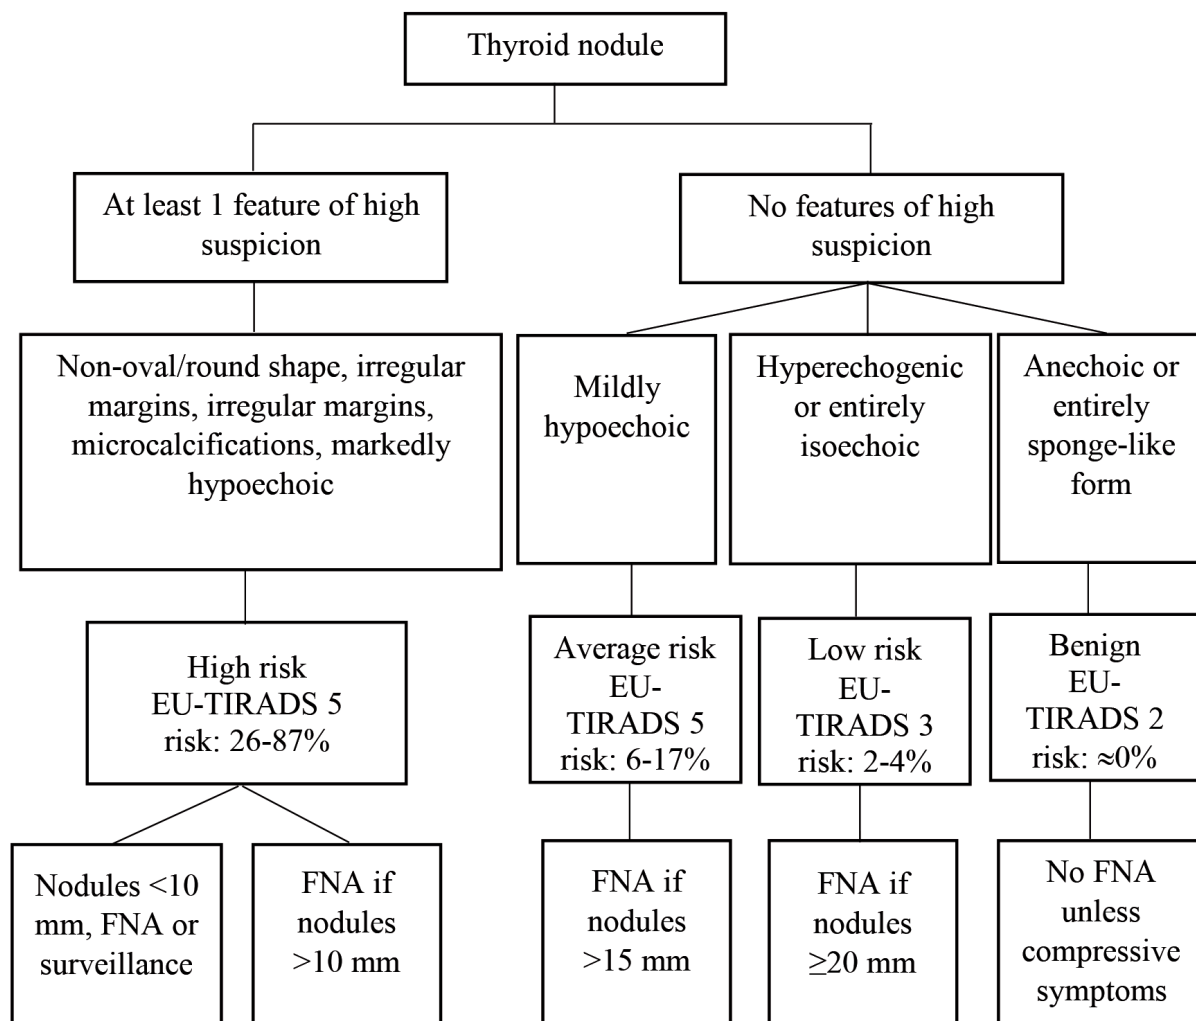 Thyroid nodule
At least 1 feature of high
suspicion
No features of high
suspicion
Non-oval/round shape, irregular
margins, irregular margins,
microcalcifications, markedly
hypoechoic
Mildly
hypoechoic
Hyperechogenic
or entirely
isoechoic
Anechoic or
entirely
sponge-like
form
High risk
EU-TIRADS 5
risk: 26-87%
Average risk
EU-
TIRADS 5
risk: 6-17%
Low risk
EU-
TIRADS 3
risk: 2-4%
Benign
EU-
TIRADS 2
risk: ≈0%
Nodules <10
mm, FNA or
surveillance
FNA if
nodules
>10 mm
FNA if
nodules
>15 mm
FNA if
nodules
≥20 mm
No FNA
unless
compressive
symptoms